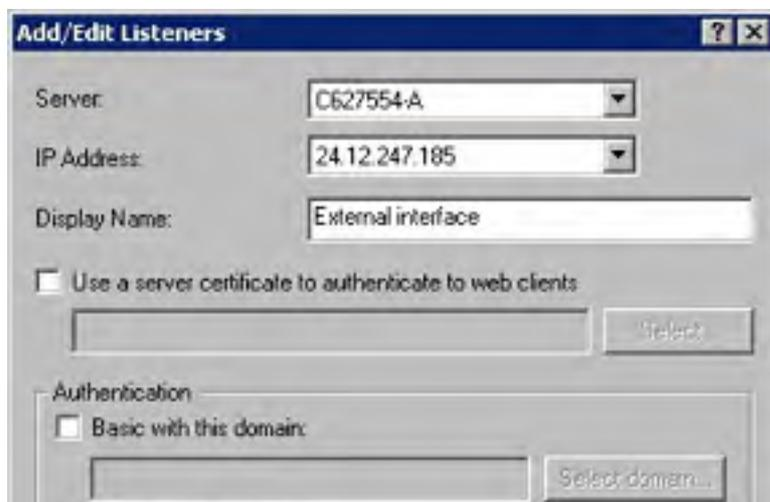 Add/Edit Listeners ? ×
Server: C627554-A
IP Address: 24.12.247.185
Display Name: External interface
Use a server certificate to authenticate to web clients
Select
Authentication
Basic with this domain:
Select domain...